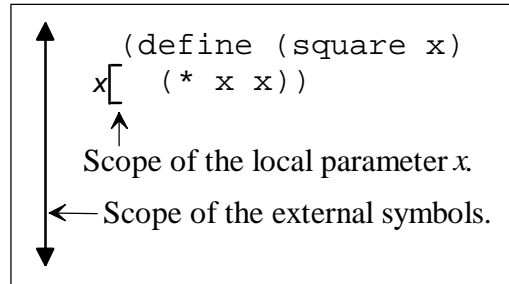 (define (square x)
x (* x x))
Scope of the local parameter x.
Scope of the external symbols.